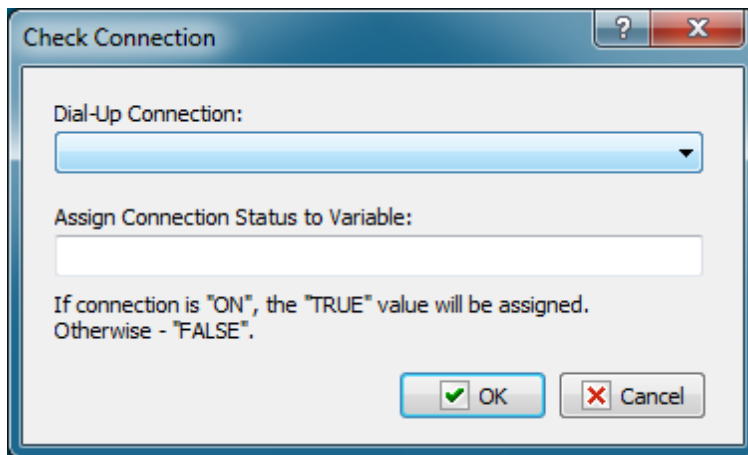 Check Connection
?
Dial-Up Connection:
Assign Connection Status to Variable:
If connection is "ON", the "TRUE" value will be assigned.
Otherwise - "FALSE".
OK Cancel